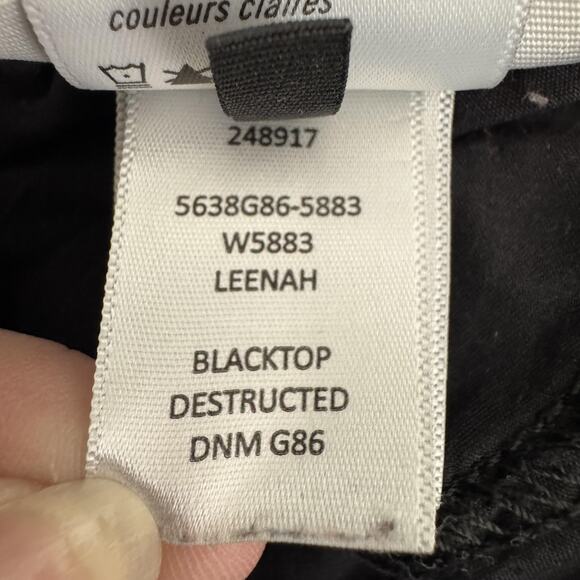 couleurs claires
248917
5638G86-5883
W5883
LEENAH
BLACKTOP
DESTRUCTED
DNM G86